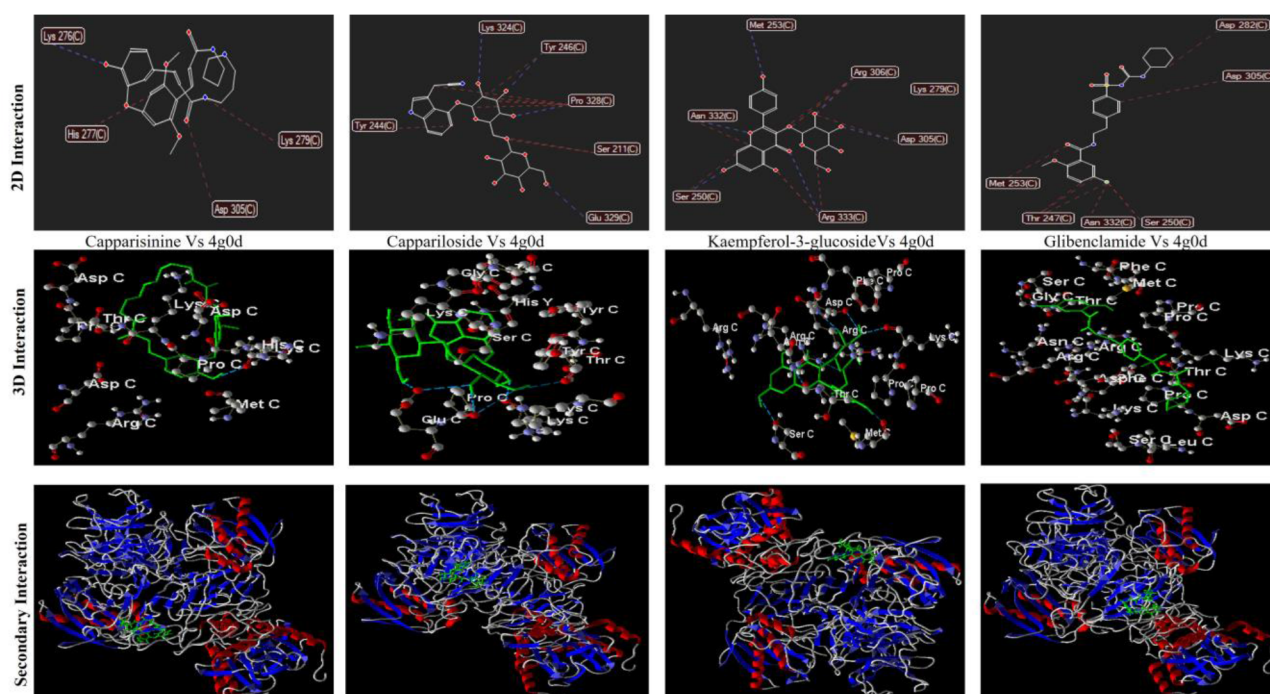 2D Interaction
Lys 276(C)
His 277(C)
Lys 279(C)
Asp 305(C)
Lys 324(C)
Tyr 246(C)
Pro 328(C)
Tyr 244(C)
Ser 211(C)
Glu 329(C)
Met 253(C)
Arg 306(C)
Lys 279(C)
Asn 332(C)
Asp 305(C)
Ser 250(C)
Arg 333(C)
Asp 282(C)
Asp 305(C)
Met 253(C)
Thr 247(C)
Asn 332(C)
Ser 250(C)
Capparisinine Vs 4g0d
Cappariloside Vs 4g0d
Kaempferol-3-glucosideVs 4g0d
Glibenclamide Vs 4g0d
3D Interaction
Asp C
Lys C
Asp C
Thr C
His C
Pro C
Asp C
Met C
Arg C
Gly C
His Y
Lys C
Tyr C
Ser C
Tyr C
Thr C
Pro C
Glu C
Lys C
Pro C
Phe C
Asp C
Arg C
Arg C
Arg C
Lys C
Pro C
Pro C
Thr C
Ser C
Met C
Phe C
Ser C
Met C
Gly C
Thr C
Pro C
Pro C
Asn C
Arg C
Arg C
Lys C
Thr C
Pro C
Lys C
Asp C
Ser C
Leu C
Secondary Interaction